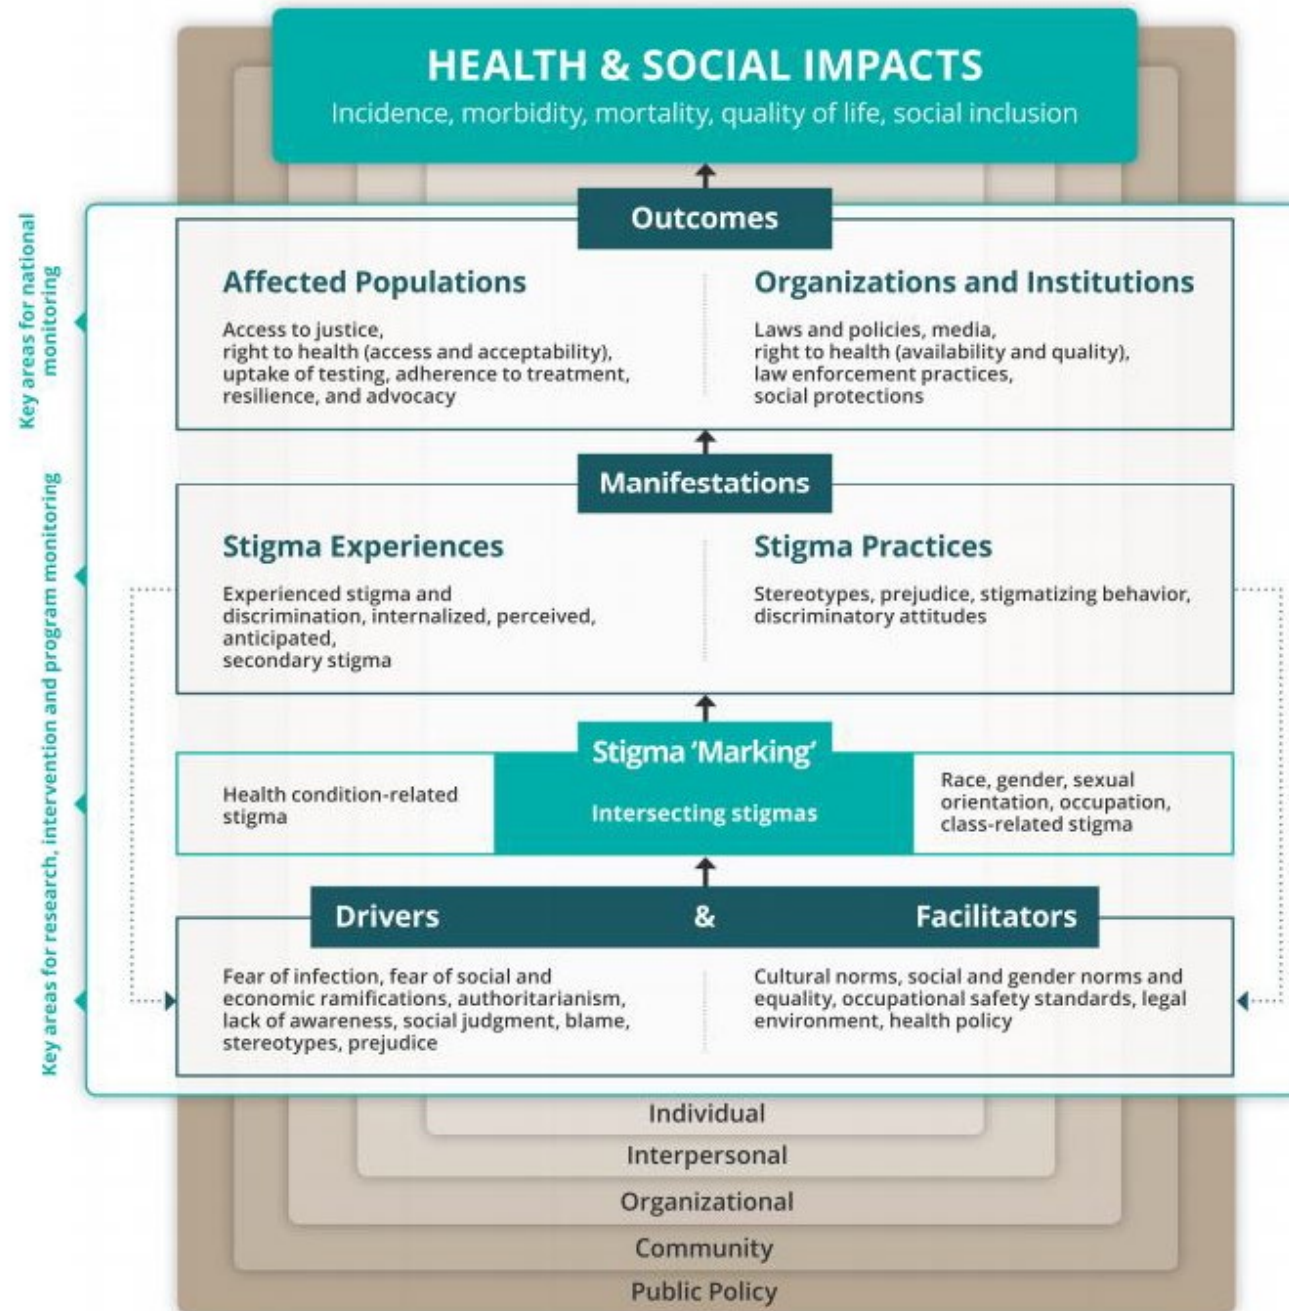 HEALTH & SOCIAL IMPACTS
Incidence, morbidity, mortality, quality of life, social inclusion
Key areas for national
monitoring
Outcomes
Affected Populations
Access to justice,
right to health (access and acceptability),
uptake of testing, adherence to treatment,
resilience, and advocacy
Organizations and Institutions
Laws and policies, media,
right to health (availability and quality),
law enforcement practices,
social protections
Key areas for research, intervention and program monitoring
Manifestations
Stigma Experiences
Experienced stigma and
discrimination, internalized, perceived,
anticipated,
secondary stigma
Stigma Practices
Stereotypes, prejudice, stigmatizing behavior,
discriminatory attitudes
Stigma ‘Marking’
Health condition-related
stigma
Intersecting stigmas
Race, gender, sexual
orientation, occupation,
class-related stigma
Drivers & Facilitators
Fear of infection, fear of social and
economic ramifications, authoritarianism,
lack of awareness, social judgment, blame,
stereotypes, prejudice
Cultural norms, social and gender norms and
equality, occupational safety standards, legal
environment, health policy
Individual
Interpersonal
Organizational
Community
Public Policy